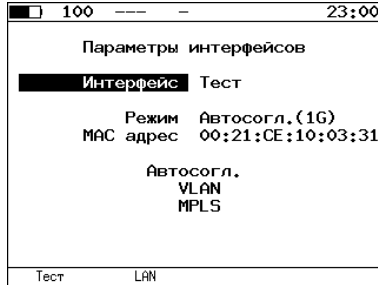 100 --- - 23:00
Параметры интерфейсов
Интерфейс Тест
Режим Автосогл.(1G)
MAC адрес 00:21:CE:10:03:31
Автосогл.
VLAN
MPLS
Тест LAN